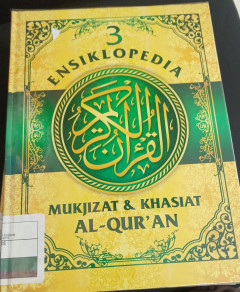 3
ENSIKLOPEDIA
القرآن الكريم
MUKJIZAT & KHASIAT
AL-QUR'AN